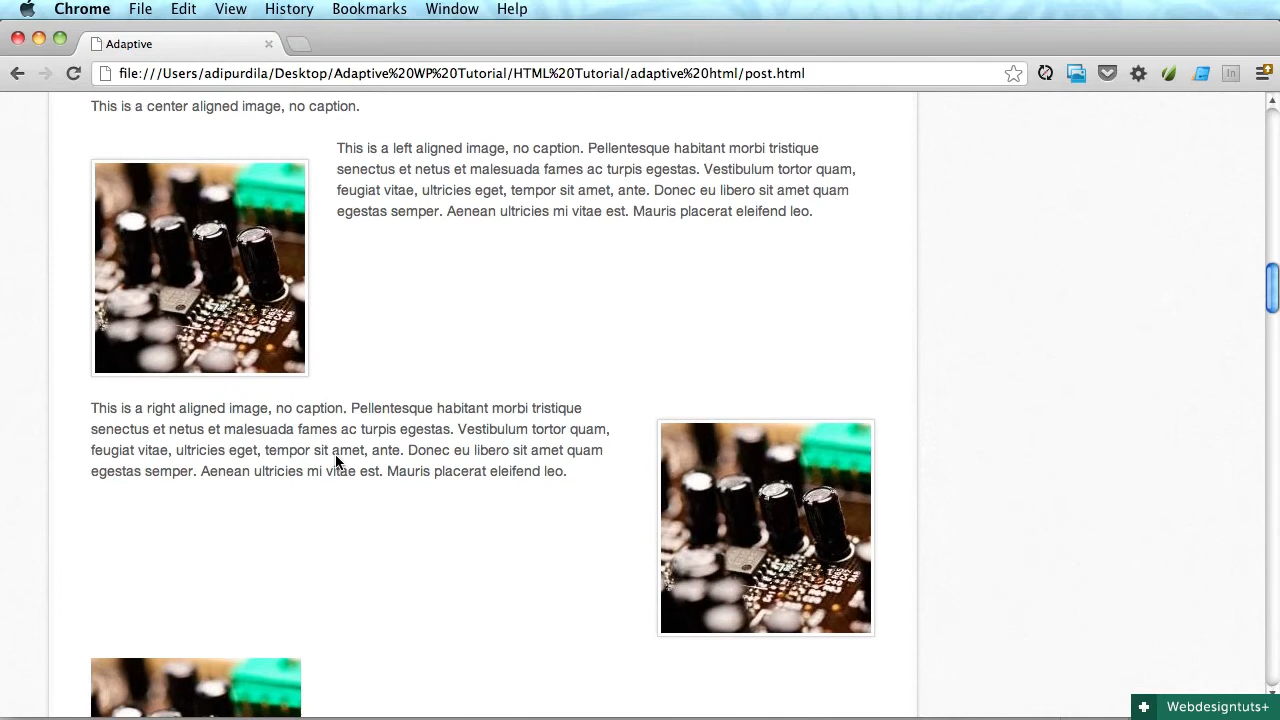 Chrome File Edit View History Bookmarks Window Help
Adaptive
file:///Users/adipurdila/Desktop/Adaptive%20WP%20Tutorial/HTML%20Tutorial/adaptive%20html/post.html
This is a center aligned image, no caption.
This is a left aligned image, no caption. Pellentesque habitant morbi tristique
senectus et netus et malesuada fames ac turpis egestas. Vestibulum tortor quam,
feugiat vitae, ultricies eget, tempor sit amet, ante. Donec eu libero sit amet quam
egestas semper. Aenean ultricies mi vitae est. Mauris placerat eleifend leo.
This is a right aligned image, no caption. Pellentesque habitant morbi tristique
senectus et netus et malesuada fames ac turpis egestas. Vestibulum tortor quam,
feugiat vitae, ultricies eget, tempor sit amet, ante. Donec eu libero sit amet quam
egestas semper. Aenean ultricies mi vitae est. Mauris placerat eleifend leo.
Webdesigntuts+